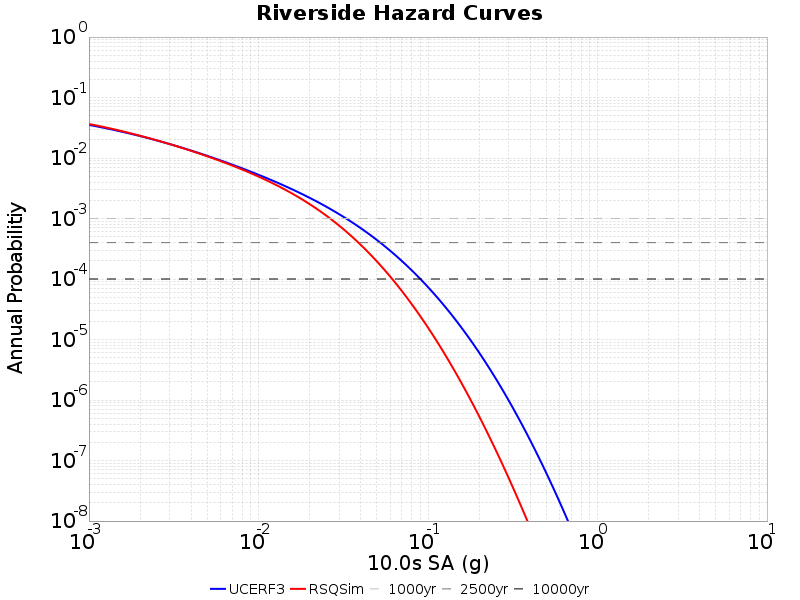 Riverside Hazard Curves
Annual Probabilitiy
10^0
10^-1
10^-2
10^-3
10^-4
10^-5
10^-6
10^-7
10^-8
10^-3 10^-2 10^-1 10^0 10^1
10.0s SA (g)
UCERF3 RSQSim 1000yr 2500yr 10000yr